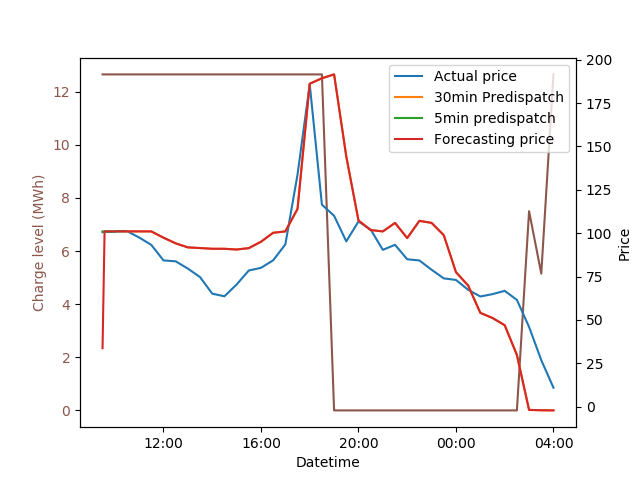 Actual price
30min Predispatch
5min predispatch
Forecasting price
Charge level (MWh)
12
10
8
6
4
2
0
200
175
150
125
100
75
50
25
0
Price
12:00 16:00 20:00 00:00 04:00
Datetime